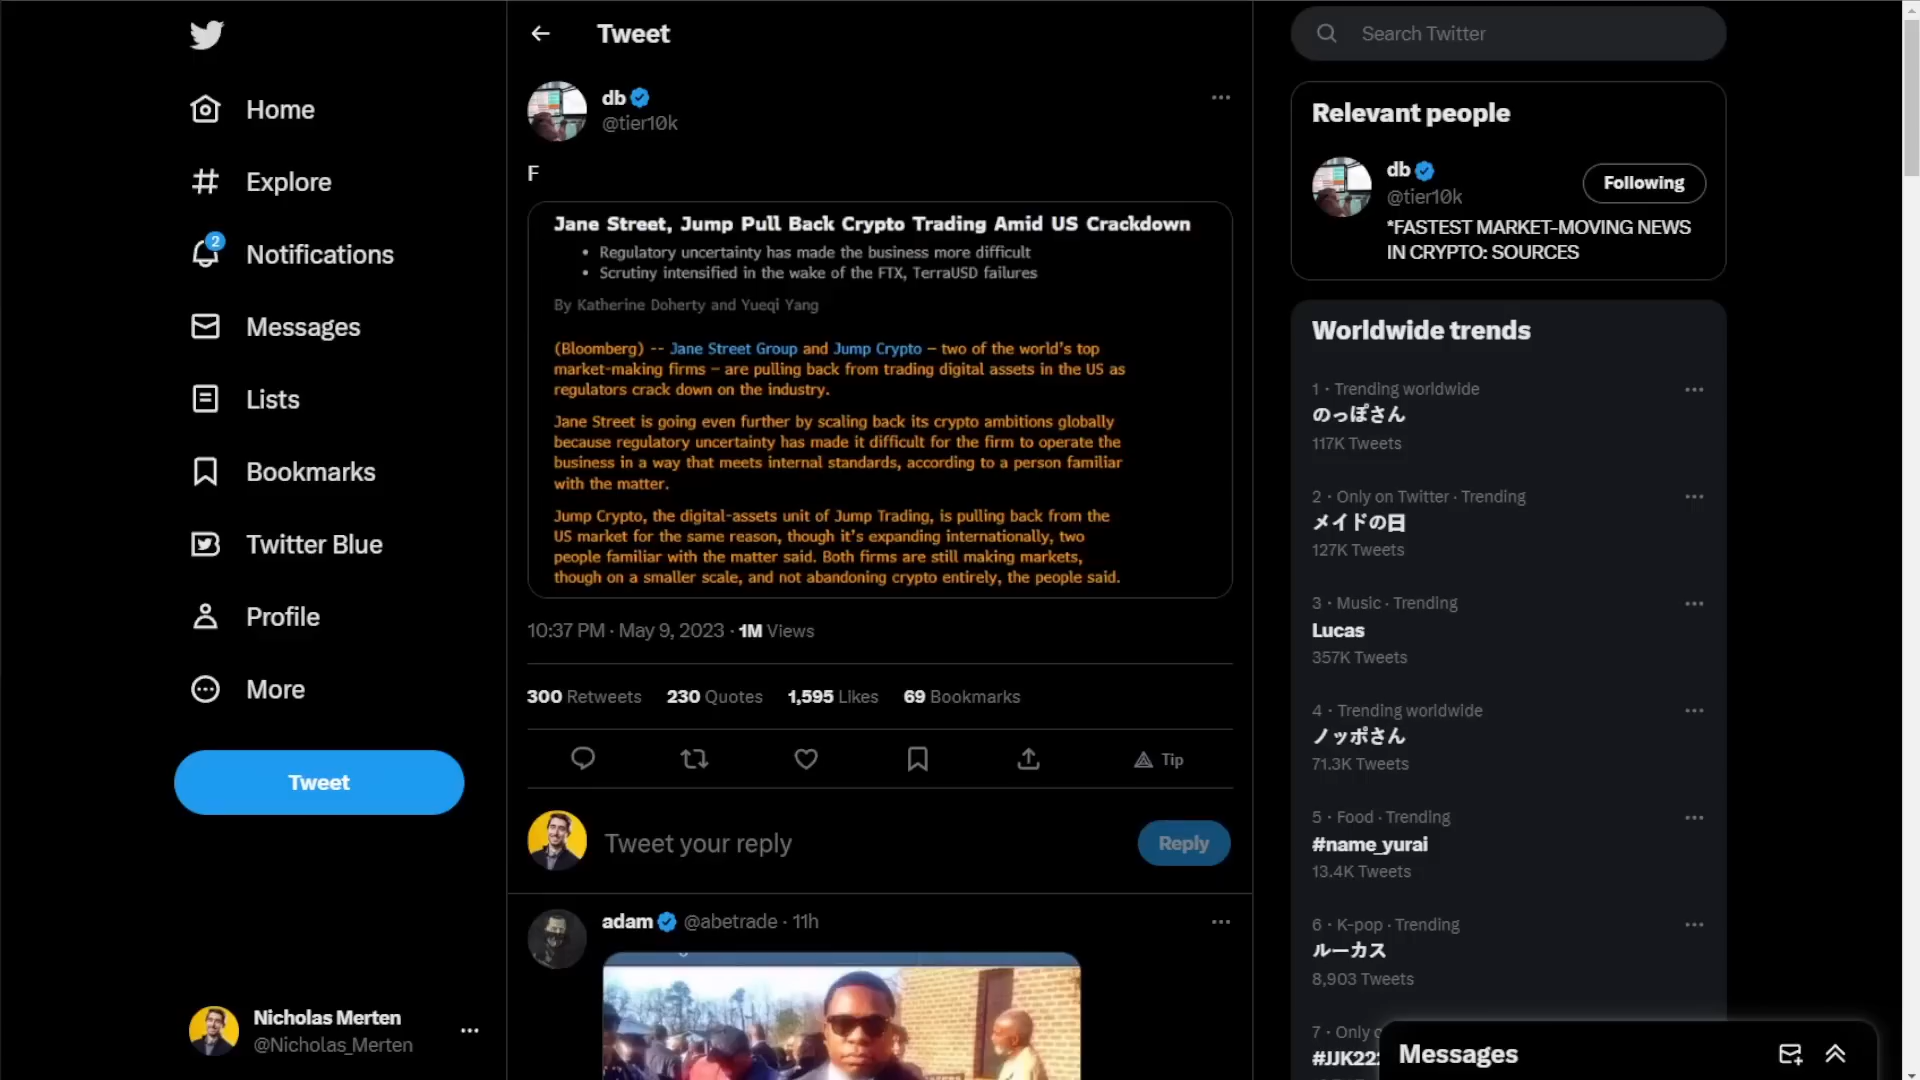 Home
Explore
2
Notifications
Messages
Lists
Bookmarks
Twitter Blue
Profile
More
Tweet
Nicholas Merten
@Nicholas_Merten
Tweet
db
@tier10k
F
Jane Street, Jump Pull Back Crypto Trading Amid US Crackdown
• Regulatory uncertainty has made the business more difficult
• Scrutiny intensified in the wake of the FTX, TerraUSD failures
By Katherine Doherty and Yueqi Yang
(Bloomberg) -- Jane Street Group and Jump Crypto – two of the world's top
market-making firms – are pulling back from trading digital assets in the US as
regulators crack down on the industry.
Jane Street is going even further by scaling back its crypto ambitions globally
because regulatory uncertainty has made it difficult for the firm to operate the
business in a way that meets internal standards, according to a person familiar
with the matter.
Jump Crypto, the digital-assets unit of Jump Trading, is pulling back from the
US market for the same reason, though it's expanding internationally, two
people familiar with the matter said. Both firms are still making markets,
though on a smaller scale, and not abandoning crypto entirely, the people said.
10:37 PM · May 9, 2023 · 1M Views
300 Retweets 230 Quotes 1,595 Likes 69 Bookmarks
Tip
Tweet your reply
Reply
adam @abetrade · 11h
Search Twitter
Relevant people
db
@tier10k
Following
*FASTEST MARKET-MOVING NEWS
IN CRYPTO: SOURCES
Worldwide trends
1 · Trending worldwide
のっぽさん
117K Tweets
2 · Only on Twitter · Trending
メイドの日
127K Tweets
3 · Music · Trending
Lucas
357K Tweets
4 · Trending worldwide
ノッポさん
71.3K Tweets
5 · Food · Trending
#name_yurai
13.4K Tweets
6 · K-pop · Trending
ルーカス
8,903 Tweets
7 · Only
#JJK22
Messages